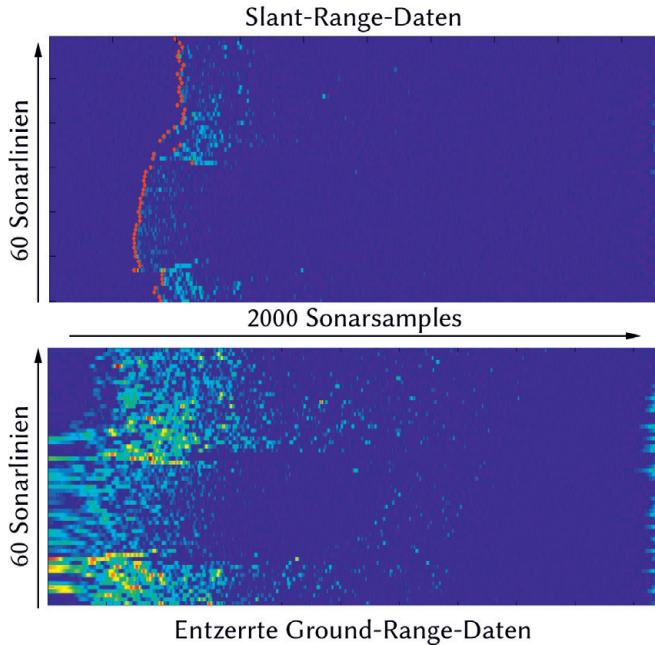 Slant-Range-Daten
60 Sonarlinien
2000 Sonarsamples
60 Sonarlinien
Entzerrte Ground-Range-Daten